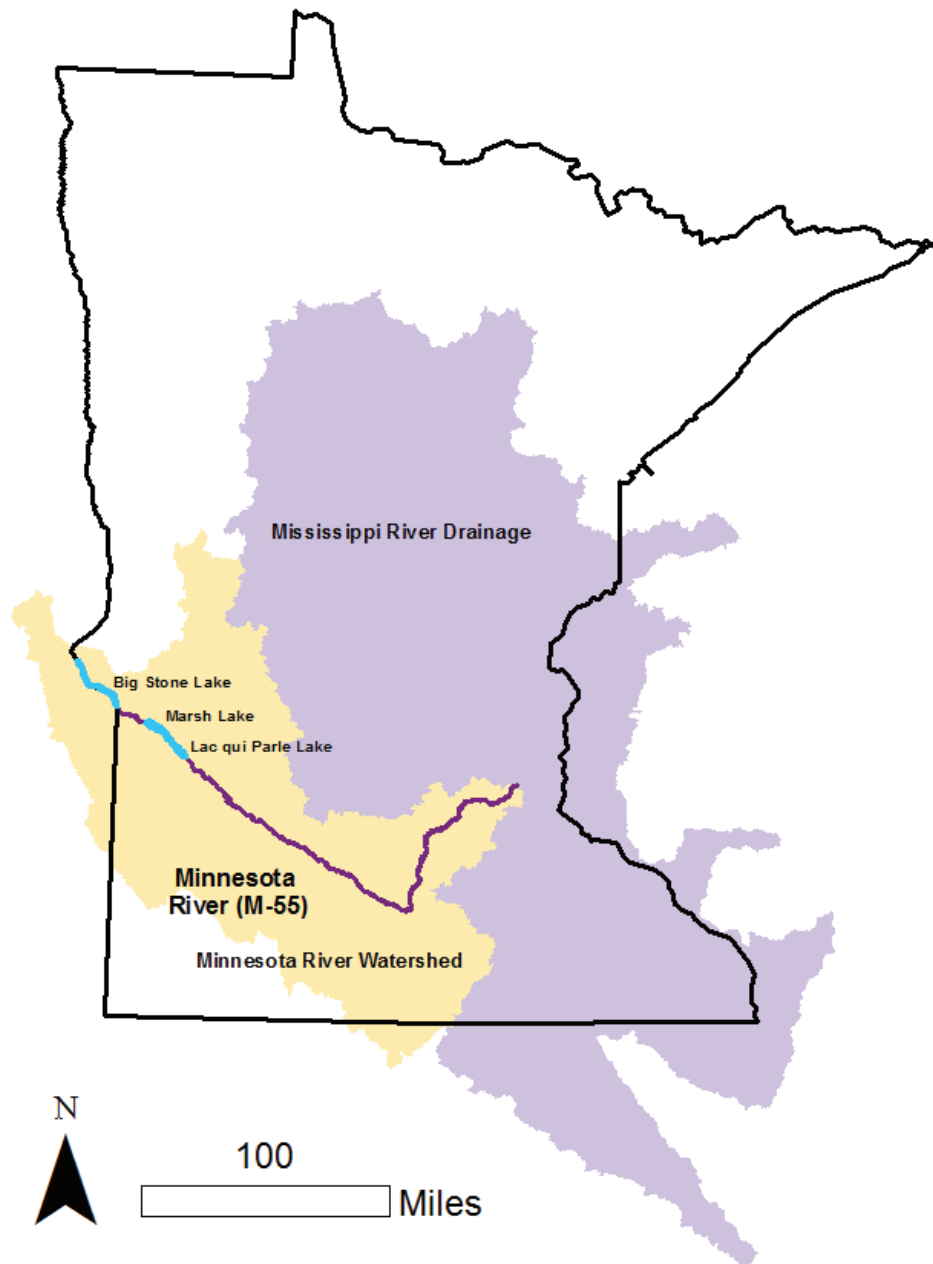 Mississippi River Drainage
Big Stone Lake
Marsh Lake
Lac qui Parle Lake
Minnesota
River (M-55)
Minnesota River Watershed
N
100
Miles